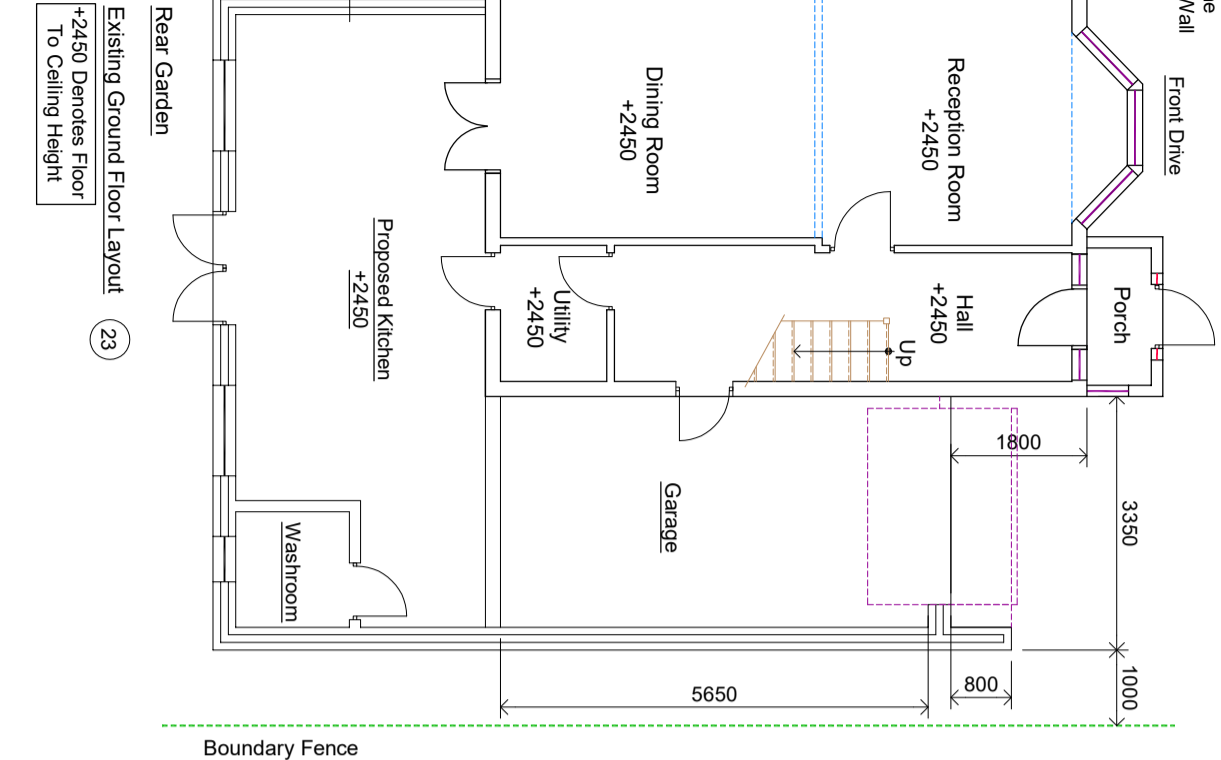 Wall
Front Drive
Reception Room
+2450
Dining Room
+2450
Rear Garden
Existing Ground Floor Layout
23
+2450 Denotes Floor
To Ceiling Height
Proposed Kitchen
+2450
Utility
+2450
Hall
+2450
Up
Porch
Garage
Washroom
1800
3350
1000
800
5650
Boundary Fence